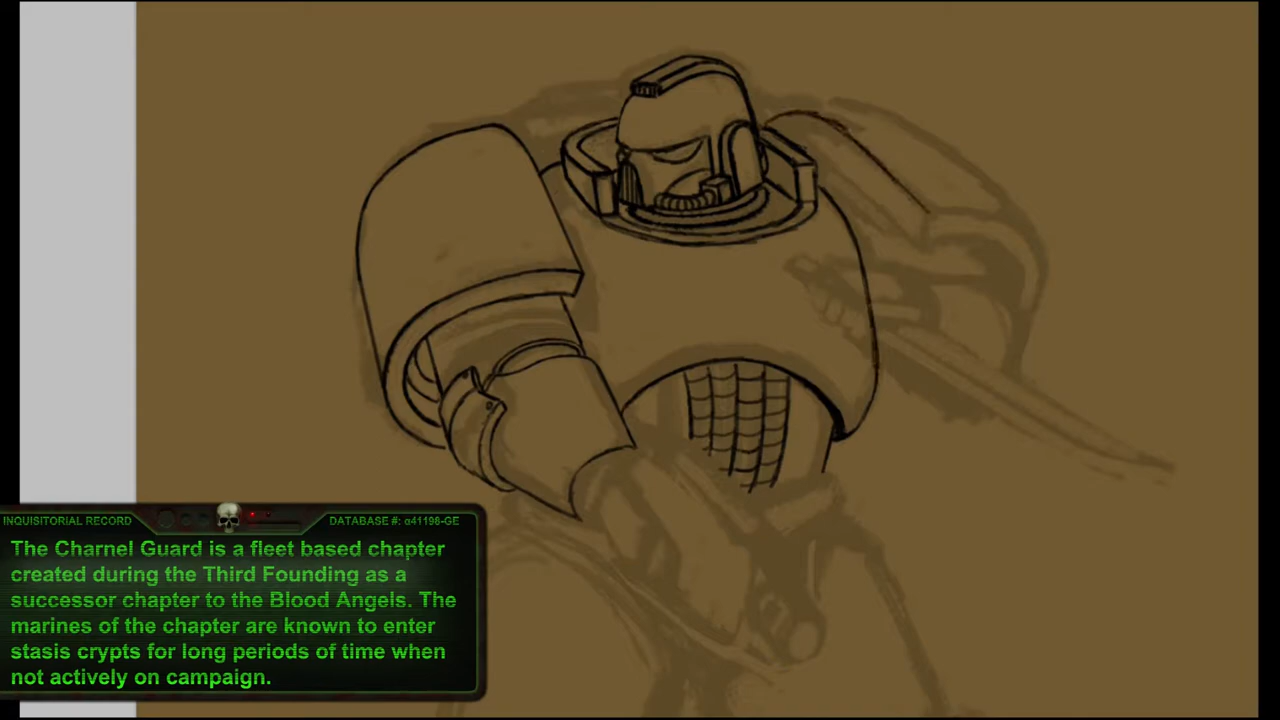 INQUISITORIAL RECORD
DATABASE #: α41198-GE
The Charnel Guard is a fleet based chapter
created during the Third Founding as a
successor chapter to the Blood Angels. The
marines of the chapter are known to enter
stasis crypts for long periods of time when
not actively on campaign.